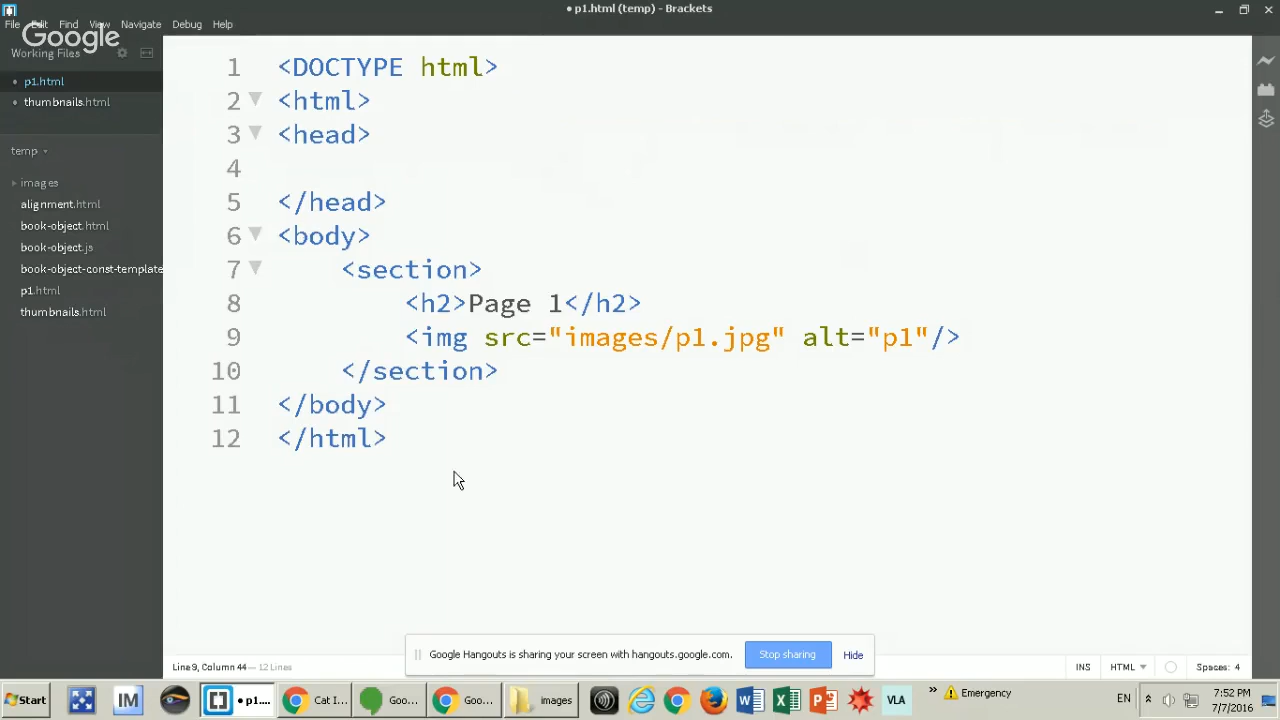 p1.html (temp) - Brackets
File Edit Find View Navigate Debug Help
Google
Working Files
p1.html
thumbnails.html
temp
images
alignment.html
book-object.html
book-object.js
book-object-const-template
p1.html
thumbnails.html
1 <DOCTYPE html>
2 <html>
3 <head>
4
5 </head>
6 <body>
7 <section>
8 <h2>Page 1</h2>
9 <img src="images/p1.jpg" alt="p1"/>
10 </section>
11 </body>
12 </html>
Google Hangouts is sharing your screen with hangouts.google.com. Stop sharing Hide
Line 9, Column 44 — 12 Lines INS HTML Spaces: 4
Start IM p1.... Cat I... Goo... Goo... images VLA » Emergency EN 7:52 PM
7/7/2016